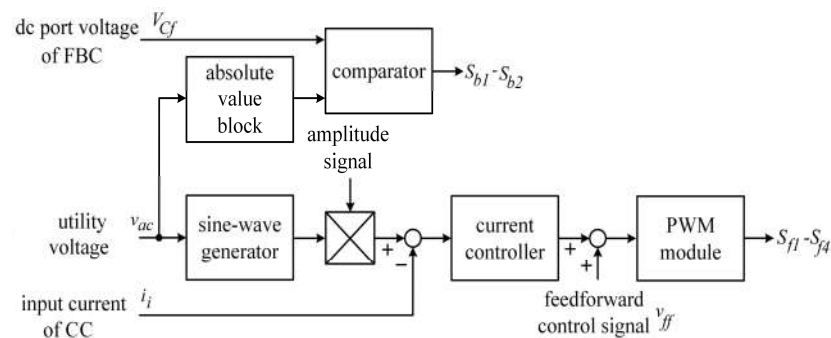 dc port voltage
of FBC
V_Cf
absolute
value
block
comparator
S_b1 - S_b2
amplitude
signal
utility
voltage
v_ac
sine-wave
generator
+
−
current
controller
+
+
PWM
module
S_f1 - S_f4
input current
of CC
i_i
feedforward
control signal v_ff